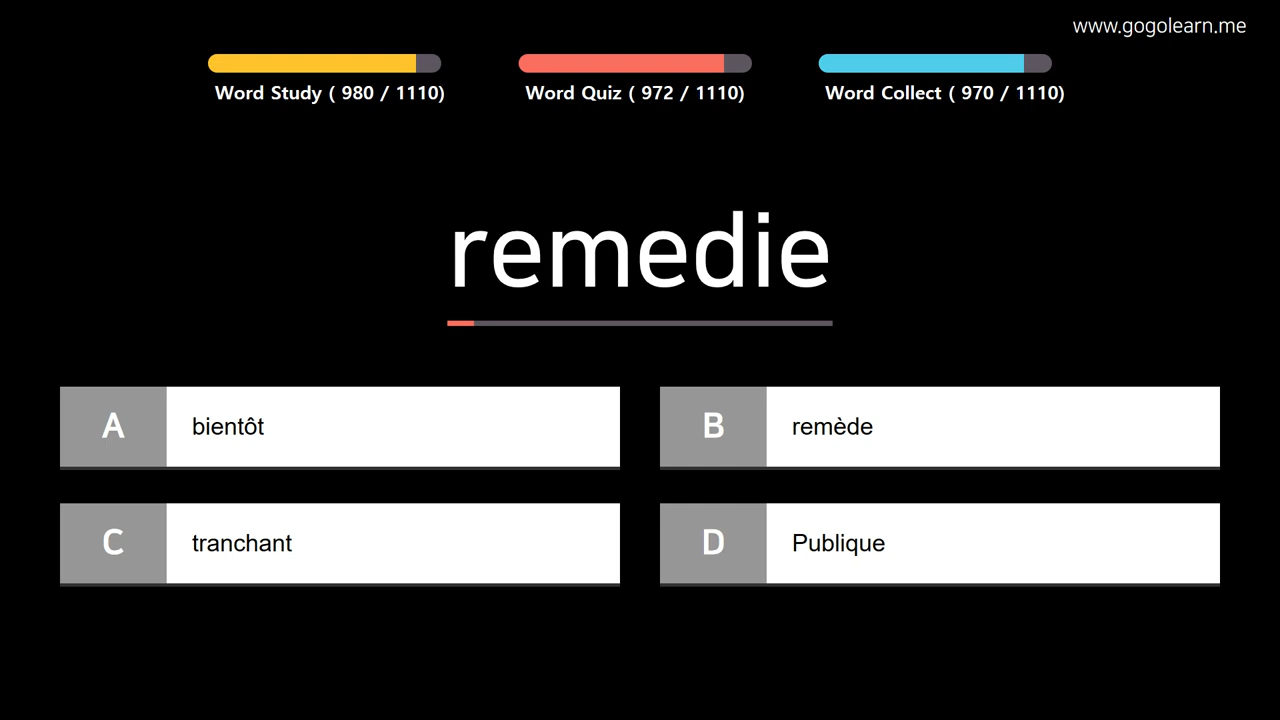 www.gogolearn.me
Word Study ( 980 / 1110)
Word Quiz ( 972 / 1110)
Word Collect ( 970 / 1110)
remedie
A bientôt
B remède
C tranchant
D Publique